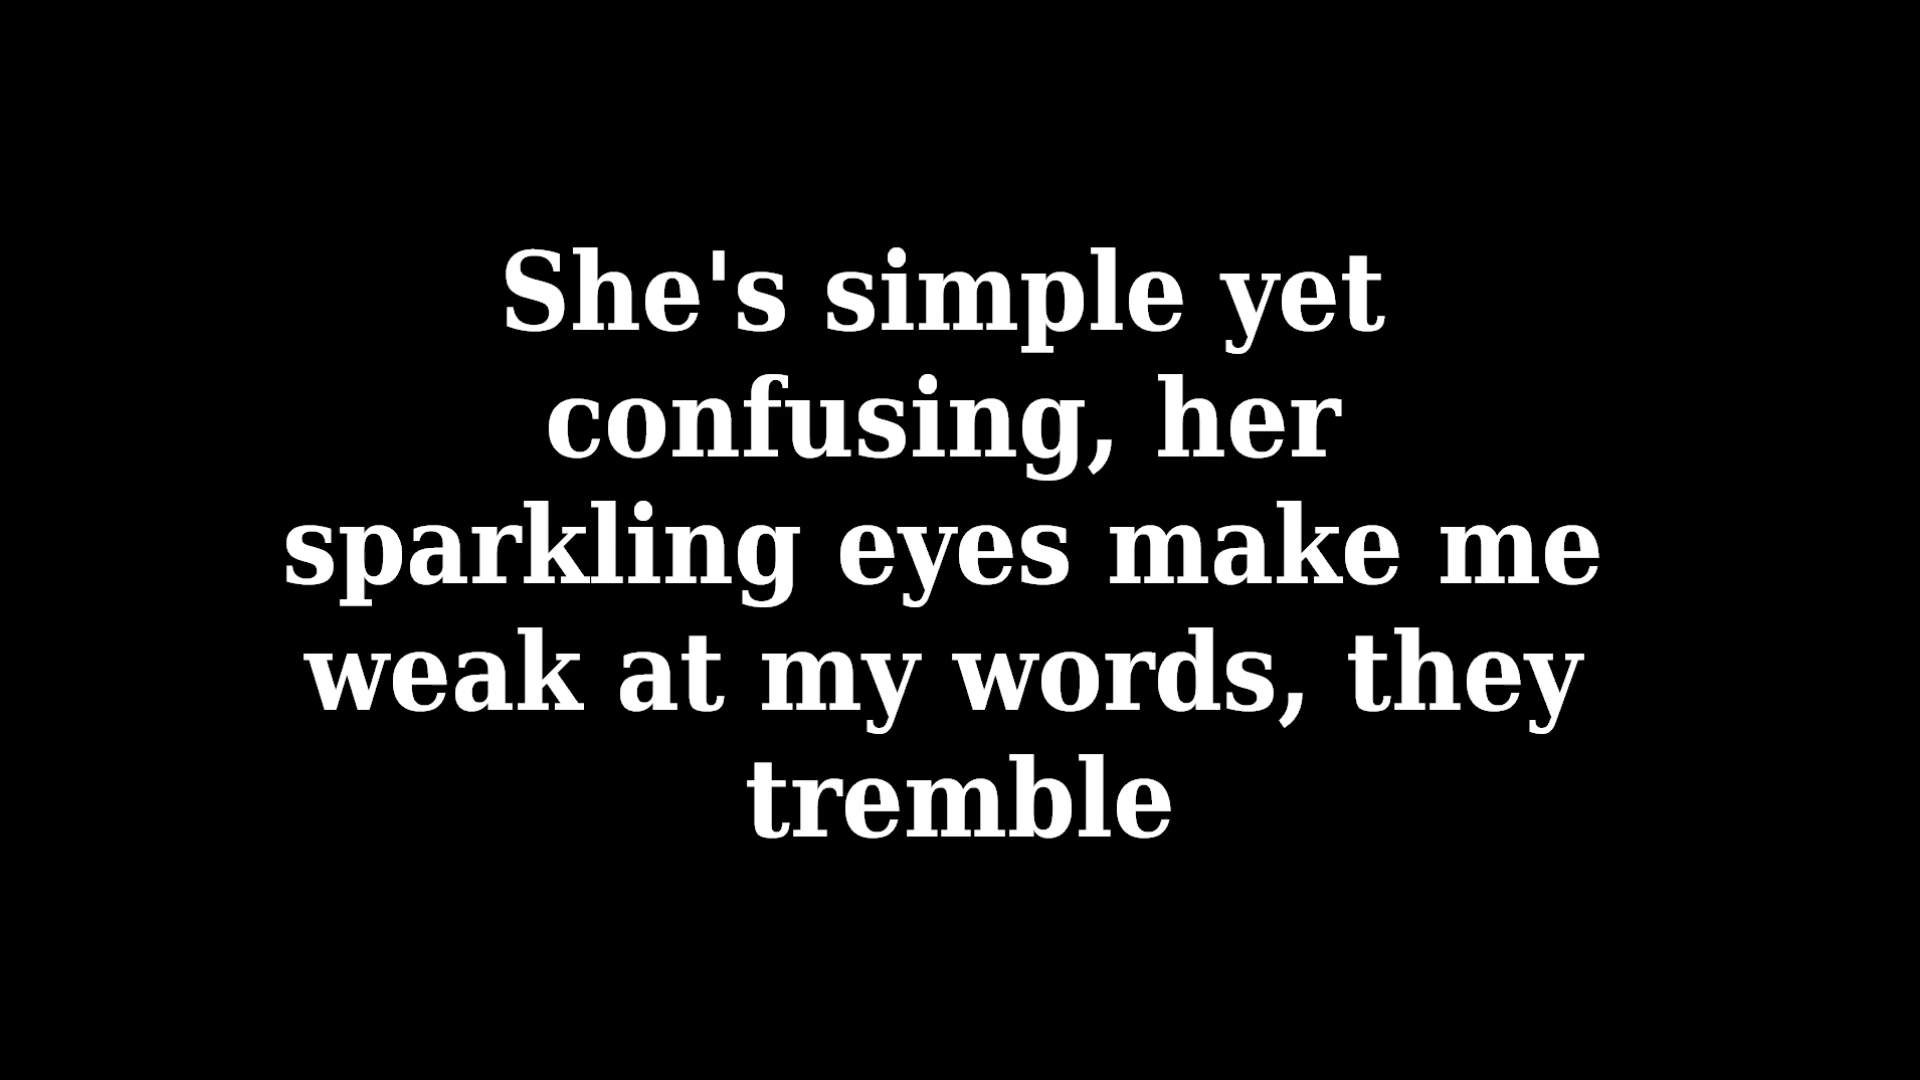 She's simple yet
confusing, her
sparkling eyes make me
weak at my words, they
tremble